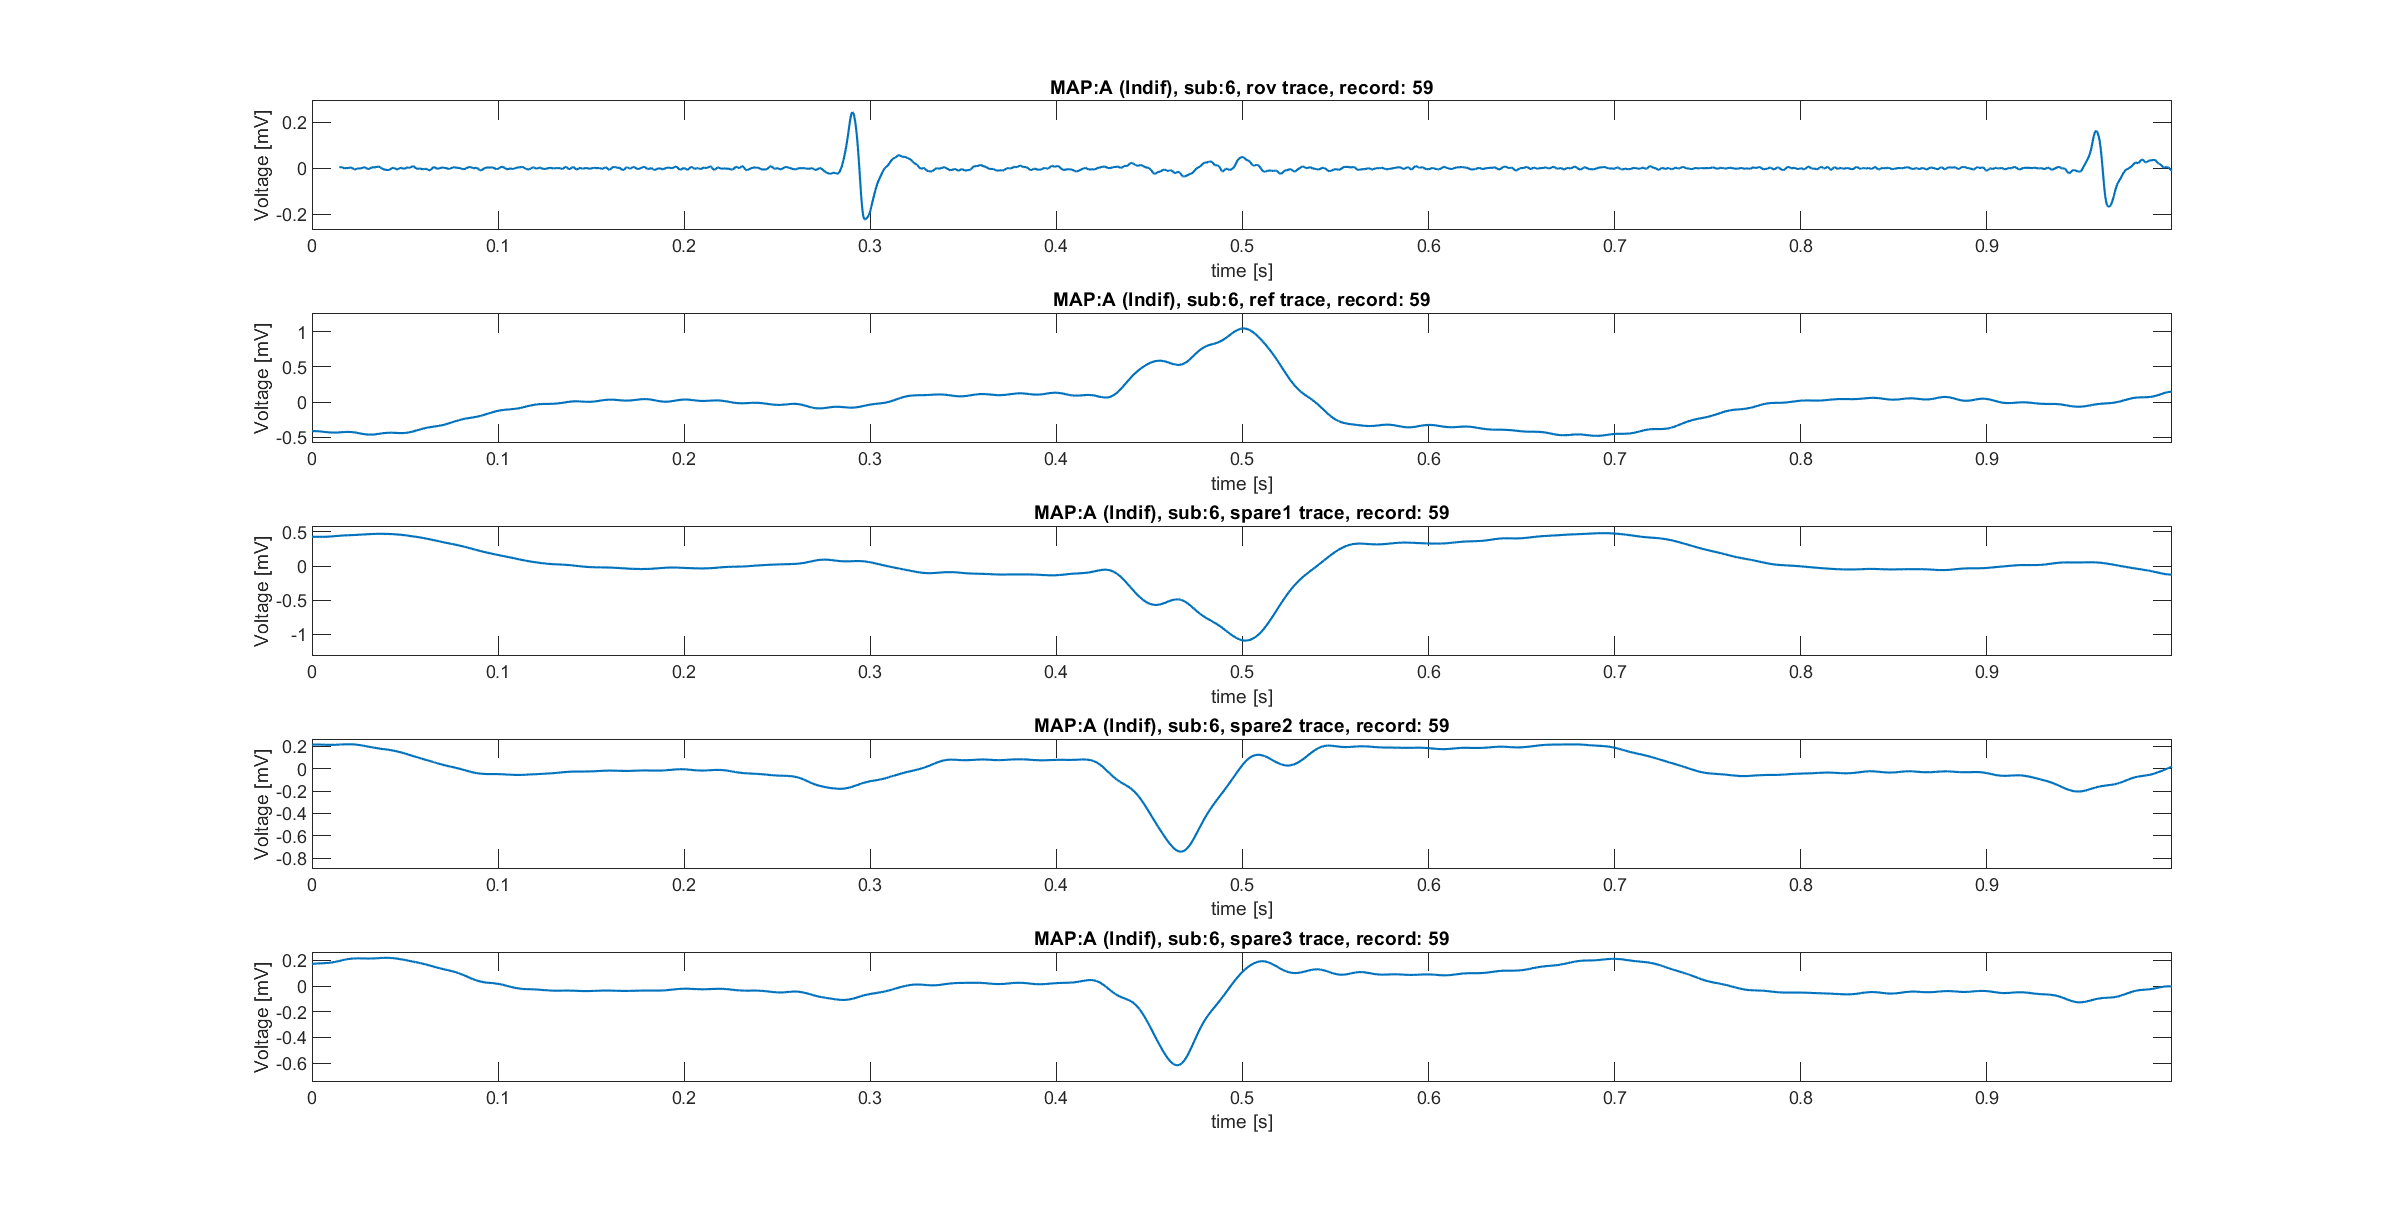 MAP:A (Indif), sub:6, rov trace, record: 59
Voltage [mV]
0.2
0
-0.2
0 0.1 0.2 0.3 0.4 0.5 0.6 0.7 0.8 0.9
time [s]
MAP:A (Indif), sub:6, ref trace, record: 59
Voltage [mV]
1
0.5
0
-0.5
0 0.1 0.2 0.3 0.4 0.5 0.6 0.7 0.8 0.9
time [s]
MAP:A (Indif), sub:6, spare1 trace, record: 59
Voltage [mV]
0.5
0
-0.5
-1
0 0.1 0.2 0.3 0.4 0.5 0.6 0.7 0.8 0.9
time [s]
MAP:A (Indif), sub:6, spare2 trace, record: 59
Voltage [mV]
0.2
0
-0.2
-0.4
-0.6
-0.8
0 0.1 0.2 0.3 0.4 0.5 0.6 0.7 0.8 0.9
time [s]
MAP:A (Indif), sub:6, spare3 trace, record: 59
Voltage [mV]
0.2
0
-0.2
-0.4
-0.6
0 0.1 0.2 0.3 0.4 0.5 0.6 0.7 0.8 0.9
time [s]